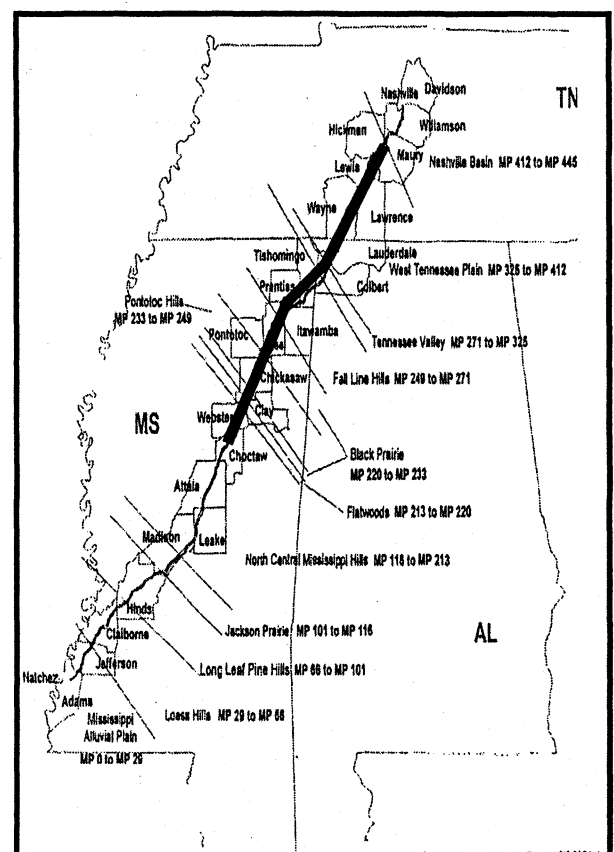 Nashville
Davidson
TN
Hickman
Williamson
Maury
Lewis
Nashville Basin MP 412 to MP 445
Wayne
Lawrence
Tishomingo
Lauderdale
West Tennessee Plain MP 325 to MP 412
Colbert
Prentiss
Pontotoc Hills
MP 233 to MP 249
Itawamba
Pontotoc
Tennessee Valley MP 271 to MP 325
Chickasaw
Fall Line Hills MP 249 to MP 271
Clay
Webster
MS
Choctaw
Black Prairie
MP 220 to MP 233
Attala
Flatwoods MP 213 to MP 220
Madison
Leake
North Central Mississippi Hills MP 116 to MP 213
Hinds
Jackson Prairie MP 101 to MP 116
AL
Claiborne
Jefferson
Long Leaf Pine Hills MP 66 to MP 101
Natchez
Adams
Loess Hills MP 29 to MP 66
Mississippi
Alluvial Plain
MP 0 to MP 29